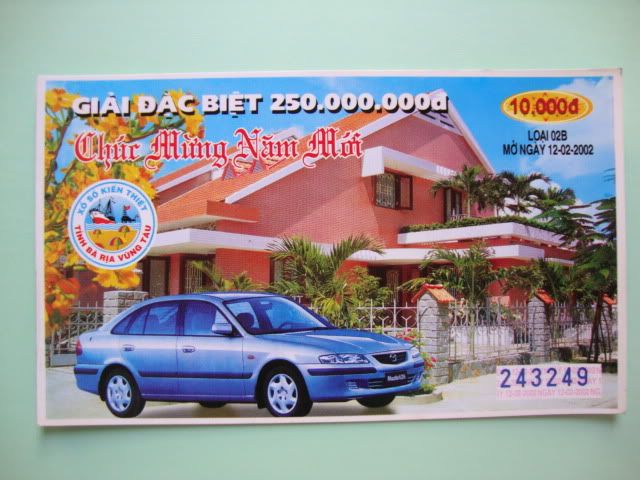 GIẢI ĐẶC BIỆT 250.000.000đ
10.000đ
Chúc Mừng Năm Mới
LOẠI 02B
MỞ NGÀY 12-02-2002
XỔ SỐ KIẾN THIẾT
TỈNH BÀ RỊA VŨNG TÀU
243249